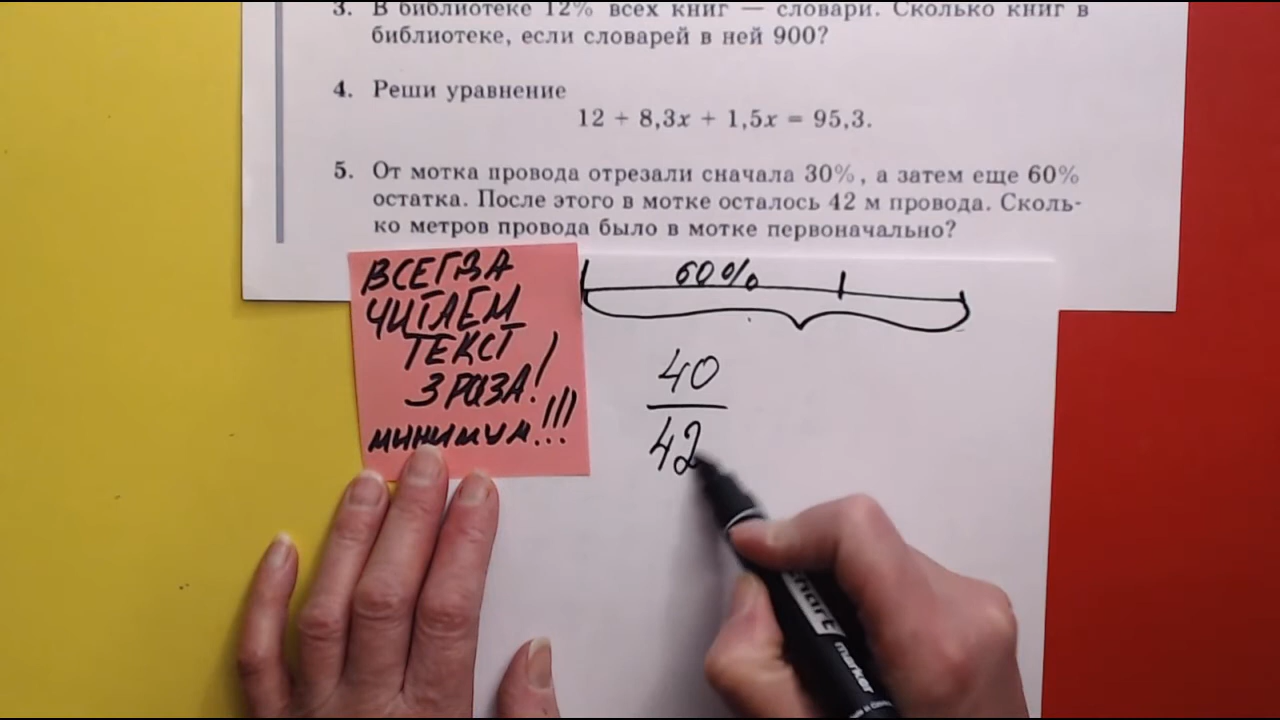 3. В библиотеке 12% всех книг — словари. Сколько книг в
библиотеке, если словарей в ней 900?
4. Реши уравнение
12 + 8,3x + 1,5x = 95,3.
5. От мотка провода отрезали сначала 30%, а затем еще 60%
остатка. После этого в мотке осталось 42 м провода. Сколь-
ко метров провода было в мотке первоначально?
ВСЕГДА
ЧИТАЕМ
ТЕКСТ
3 РАЗА!
МИНИМУМ...!!!
60%
40
42
marker